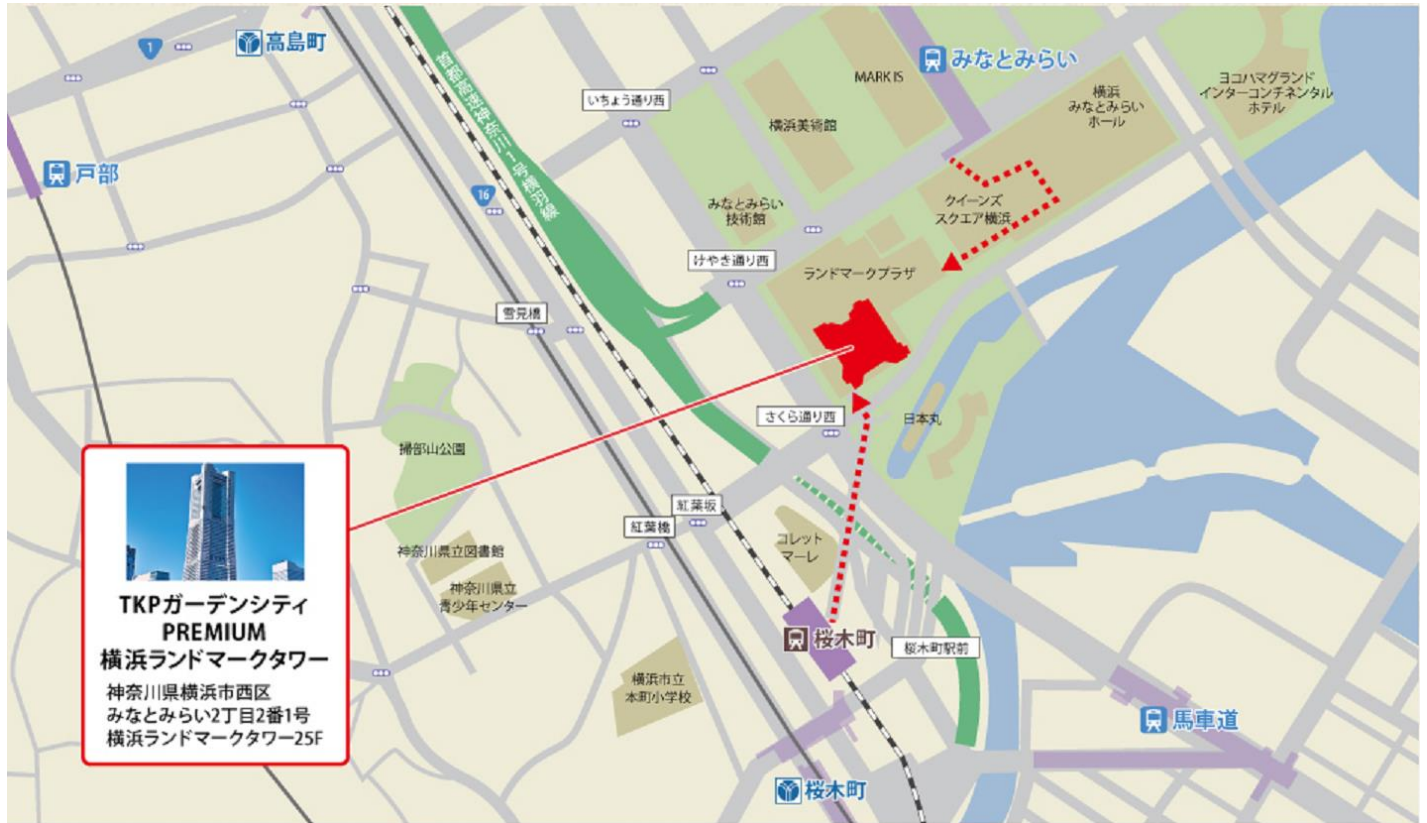 1
高島町
戸部
首都高速神奈川1号横羽線
16
いちょう通り西
MARK IS
みなとみらい
横浜美術館
横浜
みなとみらい
ホール
ヨコハマグランド
インターコンチネンタル
ホテル
みなとみらい
技術館
クイーンズ
スクエア横浜
けやき通り西
ランドマークプラザ
雪見橋
さくら通り西
日本丸
掃部山公園
紅葉坂
紅葉橋
コレット
マーレ
神奈川県立図書館
神奈川県立
青少年センター
桜木町
桜木町駅前
横浜市立
本町小学校
馬車道
桜木町
TKPガーデンシティ
PREMIUM
横浜ランドマークタワー
神奈川県横浜市西区
みなとみらい2丁目2番1号
横浜ランドマークタワー25F